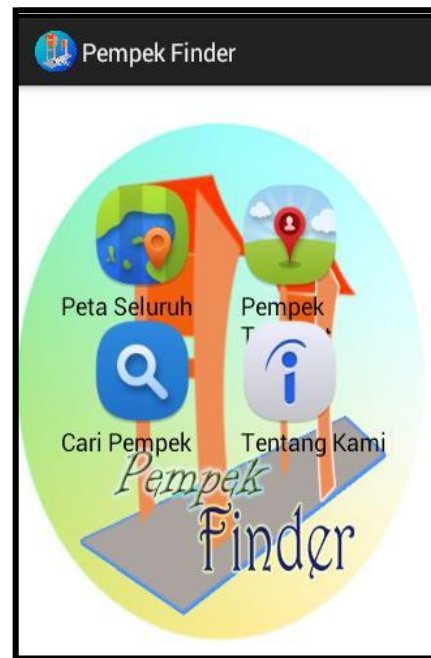 Pempek Finder
Peta Seluruh
Pempek
Cari Pempek
Tentang Kami
Pempek
Finder